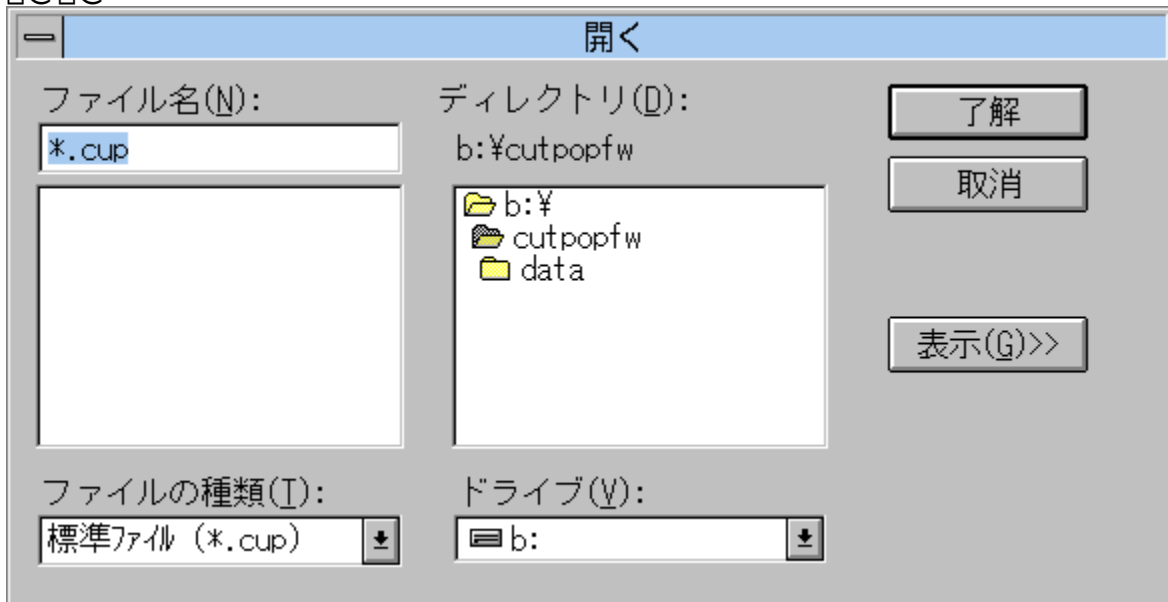 開く
ファイル名(N):
*.cup
ディレクトリ(D):
b:¥cutpopfw
b:¥
cutpopfw
data
了解
取消
表示(G)>>
ファイルの種類(T):
標準ﾌｧｲﾙ (*.cup)
ドライブ(V):
b: